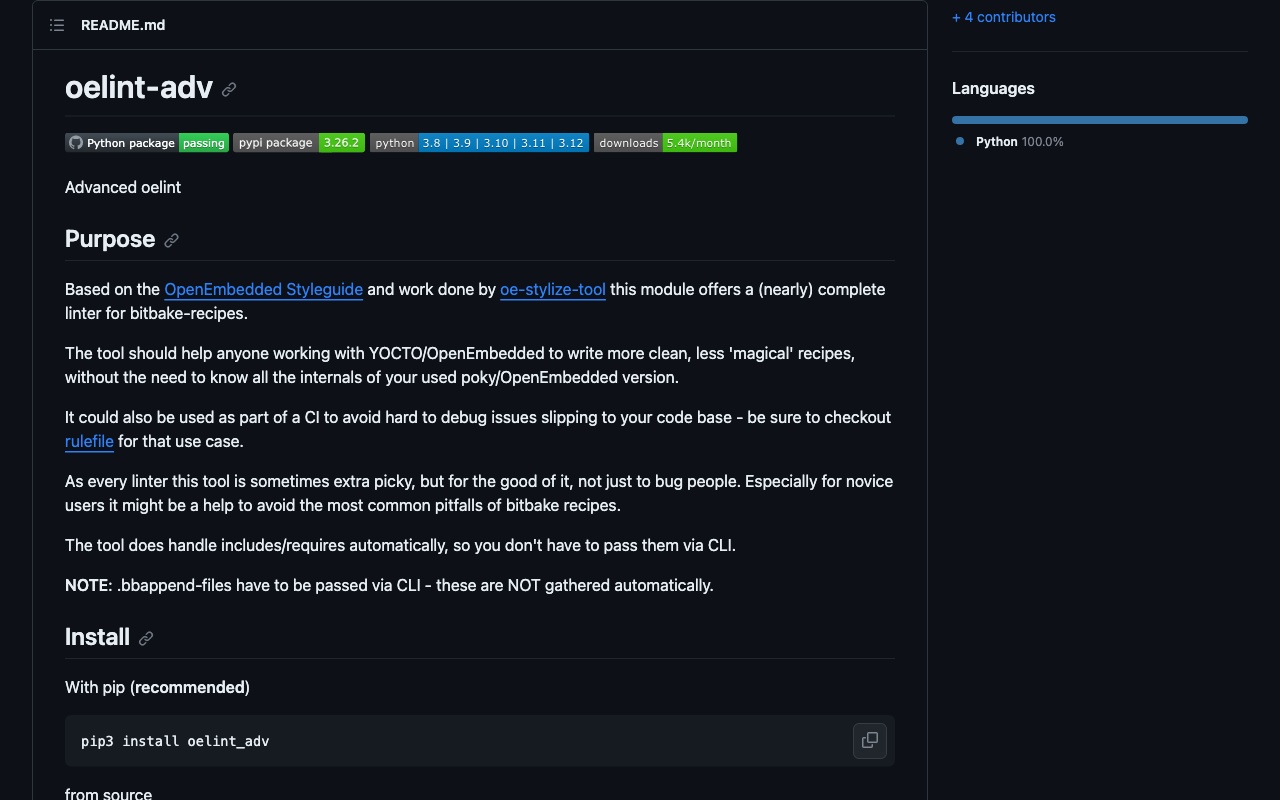 README.md
oelint-adv
Python package passing pypi package 3.26.2 python 3.8 | 3.9 | 3.10 | 3.11 | 3.12 downloads 5.4k/month
Advanced oelint
Purpose
Based on the OpenEmbedded Styleguide and work done by oe-stylize-tool this module offers a (nearly) complete
linter for bitbake-recipes.
The tool should help anyone working with YOCTO/OpenEmbedded to write more clean, less 'magical' recipes,
without the need to know all the internals of your used poky/OpenEmbedded version.
It could also be used as part of a CI to avoid hard to debug issues slipping to your code base - be sure to checkout
rulefile for that use case.
As every linter this tool is sometimes extra picky, but for the good of it, not just to bug people. Especially for novice
users it might be a help to avoid the most common pitfalls of bitbake recipes.
The tool does handle includes/requires automatically, so you don't have to pass them via CLI.
NOTE: .bbappend-files have to be passed via CLI - these are NOT gathered automatically.
Install
With pip (recommended)
pip3 install oelint_adv
from source
+ 4 contributors
Languages
Python 100.0%